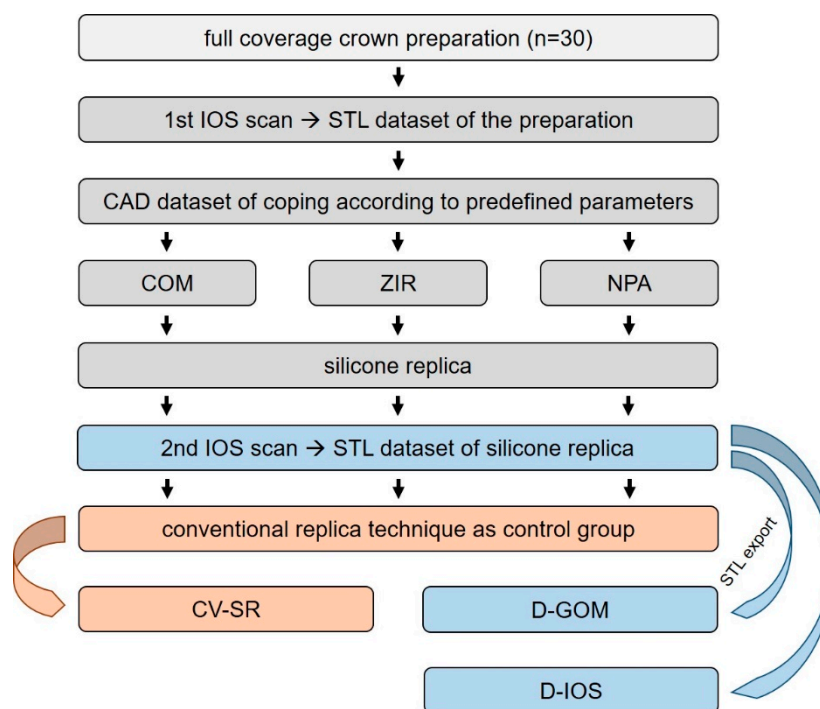 full coverage crown preparation (n=30)
1st IOS scan → STL dataset of the preparation
CAD dataset of coping according to predefined parameters
COM
ZIR
NPA
silicone replica
2nd IOS scan → STL dataset of silicone replica
conventional replica technique as control group
STL export
CV-SR
D-GOM
D-IOS